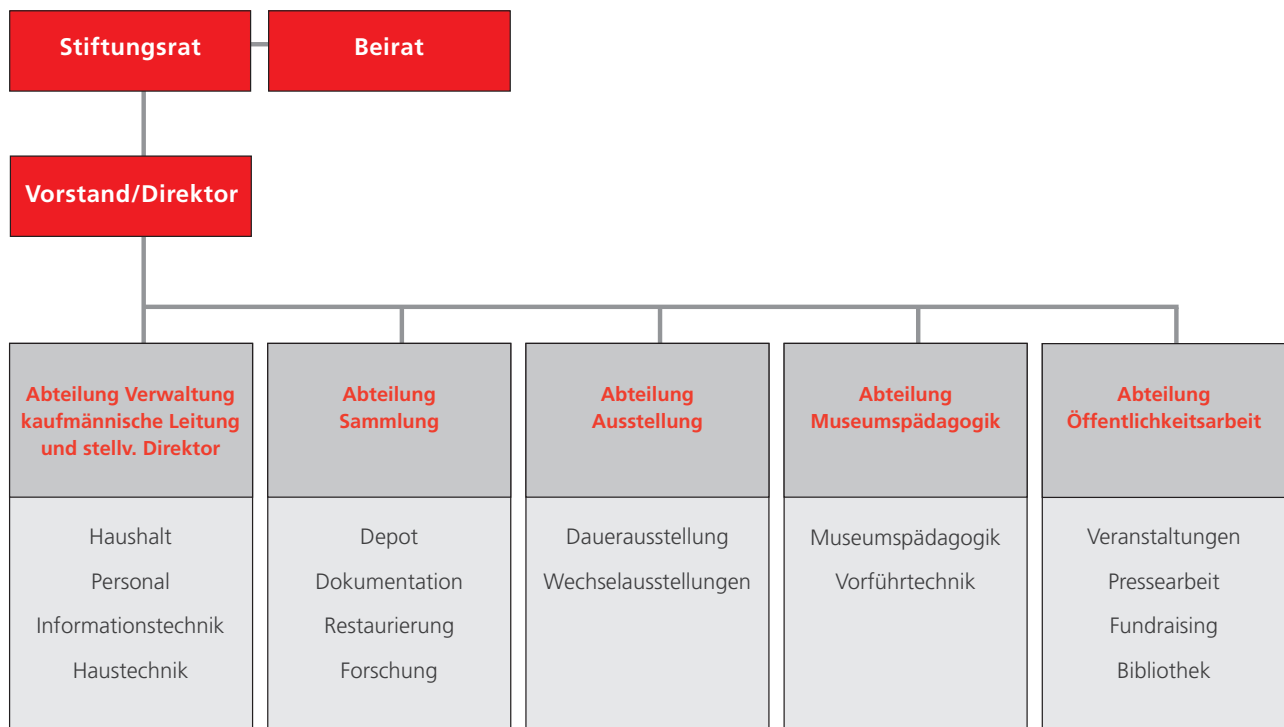 Stiftungsrat
Beirat
Vorstand/Direktor
Abteilung Verwaltung
kaufmännische Leitung
und stellv. Direktor
Haushalt
Personal
Informationstechnik
Haustechnik
Abteilung
Sammlung
Depot
Dokumentation
Restaurierung
Forschung
Abteilung
Ausstellung
Dauerausstellung
Wechselausstellungen
Abteilung
Museumspädagogik
Museumspädagogik
Vorführtechnik
Abteilung
Öffentlichkeitsarbeit
Veranstaltungen
Pressearbeit
Fundraising
Bibliothek